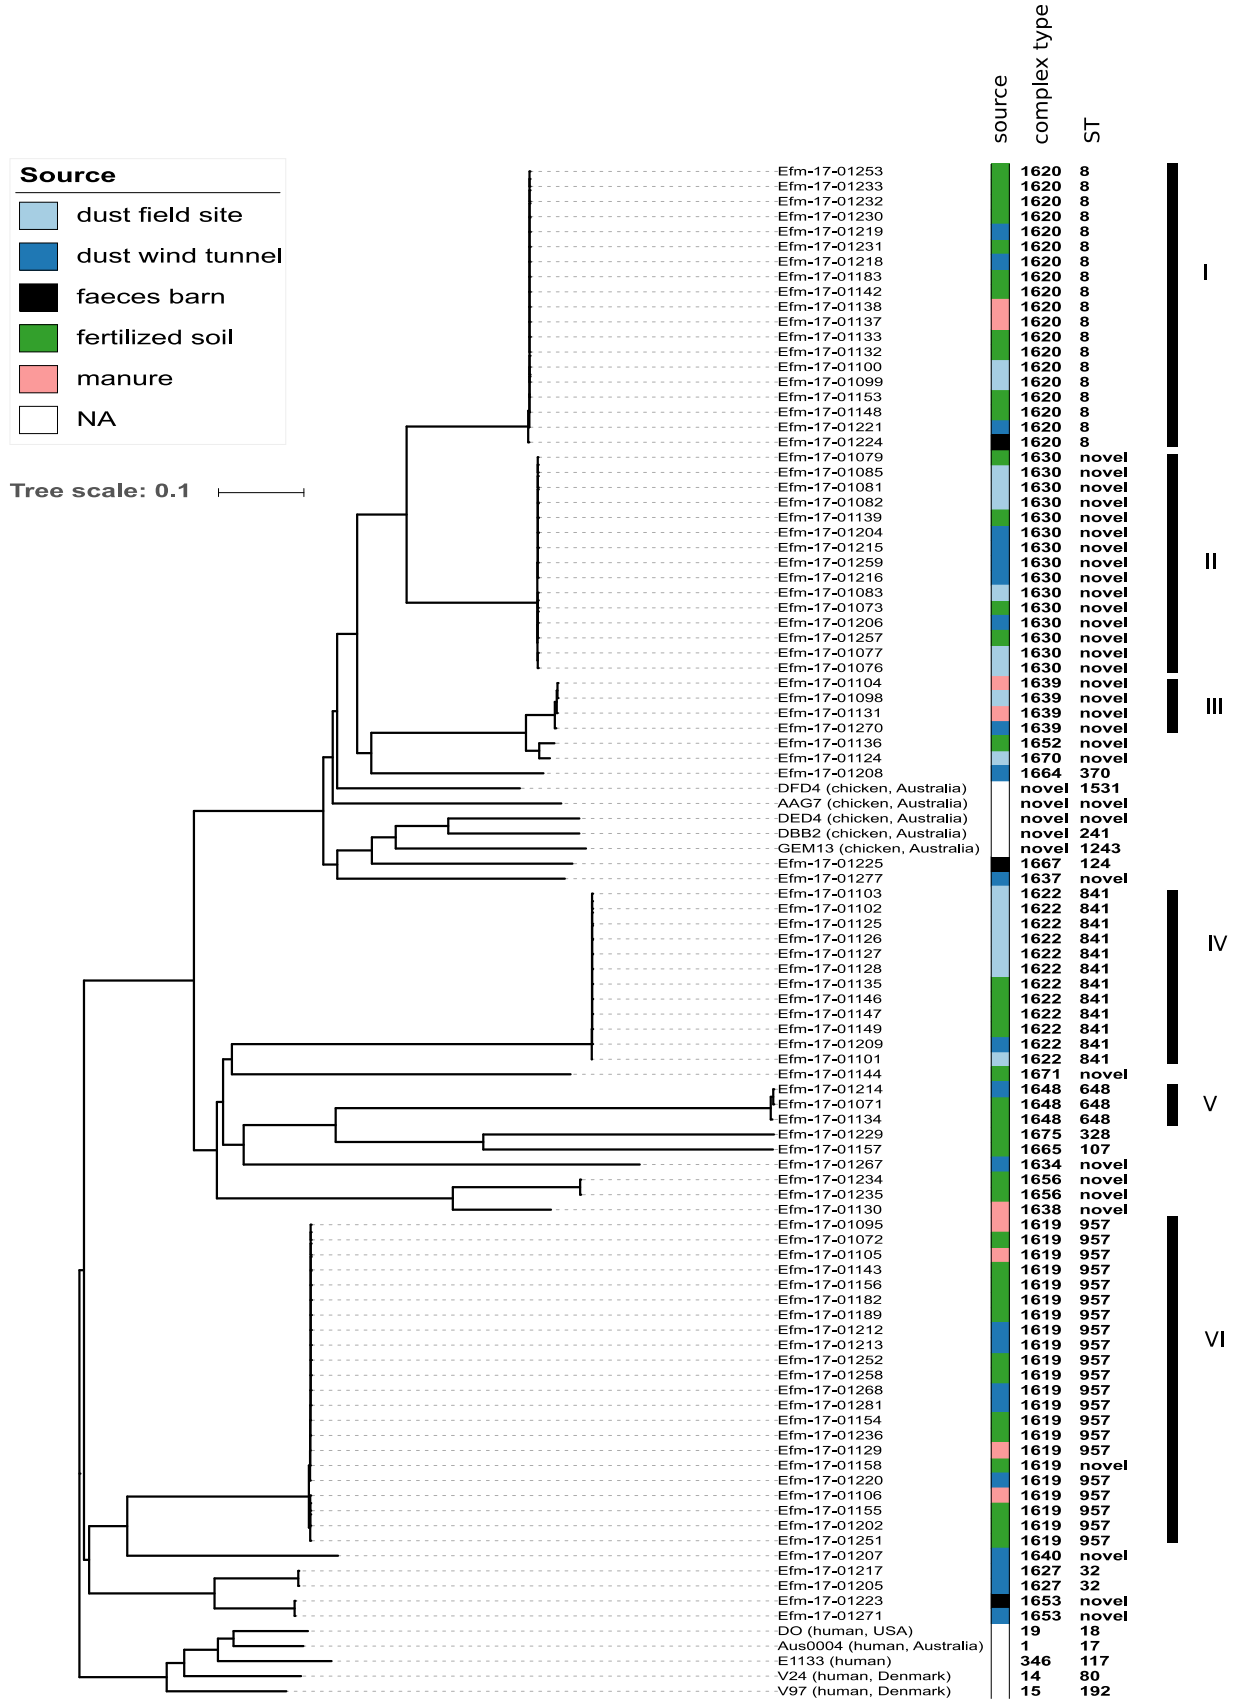 source
complex type
ST
Source
dust field site
dust wind tunnel
faeces barn
fertilized soil
manure
NA
Tree scale: 0.1
Efm-17-01253 1620 8
Efm-17-01233 1620 8
Efm-17-01232 1620 8
Efm-17-01230 1620 8
Efm-17-01219 1620 8
Efm-17-01231 1620 8
Efm-17-01218 1620 8
Efm-17-01183 1620 8
I
Efm-17-01142 1620 8
Efm-17-01138 1620 8
Efm-17-01137 1620 8
Efm-17-01133 1620 8
Efm-17-01132 1620 8
Efm-17-01100 1620 8
Efm-17-01099 1620 8
Efm-17-01153 1620 8
Efm-17-01148 1620 8
Efm-17-01221 1620 8
Efm-17-01224 1620 8
Efm-17-01079 1630 novel
Efm-17-01085 1630 novel
Efm-17-01081 1630 novel
Efm-17-01082 1630 novel
Efm-17-01139 1630 novel
Efm-17-01204 1630 novel
Efm-17-01215 1630 novel
Efm-17-01259 1630 novel
II
Efm-17-01216 1630 novel
Efm-17-01083 1630 novel
Efm-17-01073 1630 novel
Efm-17-01206 1630 novel
Efm-17-01257 1630 novel
Efm-17-01077 1630 novel
Efm-17-01076 1630 novel
Efm-17-01104 1639 novel
Efm-17-01098 1639 novel
III
Efm-17-01131 1639 novel
Efm-17-01270 1639 novel
Efm-17-01136 1652 novel
Efm-17-01124 1670 novel
Efm-17-01208 1664 370
DFD4 (chicken, Australia) novel 1531
AAG7 (chicken, Australia) novel novel
DED4 (chicken, Australia) novel novel
DBB2 (chicken, Australia) novel 241
GEM13 (chicken, Australia) novel 1243
Efm-17-01225 1667 124
Efm-17-01277 1637 novel
Efm-17-01103 1622 841
Efm-17-01102 1622 841
Efm-17-01125 1622 841
Efm-17-01126 1622 841
IV
Efm-17-01127 1622 841
Efm-17-01128 1622 841
Efm-17-01135 1622 841
Efm-17-01146 1622 841
Efm-17-01147 1622 841
Efm-17-01149 1622 841
Efm-17-01209 1622 841
Efm-17-01101 1622 841
Efm-17-01144 1671 novel
Efm-17-01214 1648 648
Efm-17-01071 1648 648
V
Efm-17-01134 1648 648
Efm-17-01229 1675 328
Efm-17-01157 1665 107
Efm-17-01267 1634 novel
Efm-17-01234 1656 novel
Efm-17-01235 1656 novel
Efm-17-01130 1638 novel
Efm-17-01095 1619 957
Efm-17-01072 1619 957
Efm-17-01105 1619 957
Efm-17-01143 1619 957
Efm-17-01156 1619 957
Efm-17-01182 1619 957
Efm-17-01189 1619 957
Efm-17-01212 1619 957
VI
Efm-17-01213 1619 957
Efm-17-01252 1619 957
Efm-17-01258 1619 957
Efm-17-01268 1619 957
Efm-17-01281 1619 957
Efm-17-01154 1619 957
Efm-17-01236 1619 957
Efm-17-01129 1619 957
Efm-17-01158 1619 novel
Efm-17-01220 1619 957
Efm-17-01106 1619 957
Efm-17-01155 1619 957
Efm-17-01202 1619 957
Efm-17-01251 1619 957
Efm-17-01207 1640 novel
Efm-17-01217 1627 32
Efm-17-01205 1627 32
Efm-17-01223 1653 novel
Efm-17-01271 1653 novel
DO (human, USA) 19 18
Aus0004 (human, Australia) 1 17
E1133 (human) 346 117
V24 (human, Denmark) 14 80
V97 (human, Denmark) 15 192